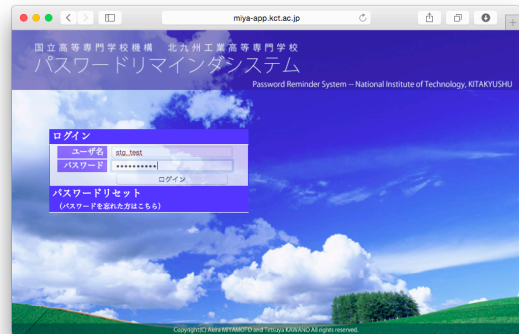 miya-app.kct.ac.jp
国立高等専門学校機構　北九州工業高等専門学校
パスワードリマインダシステム
Password Reminder System -- National Institute of Technology, KITAKYUSHU
ログイン
ユーザ名 stg_test
パスワード ••••••••••
ログイン
パスワードリセット
（パスワードを忘れた方はこちら）
Copyright(C) Akira MIYAMOTO and Tetsuya KAWANO All rights reserved.